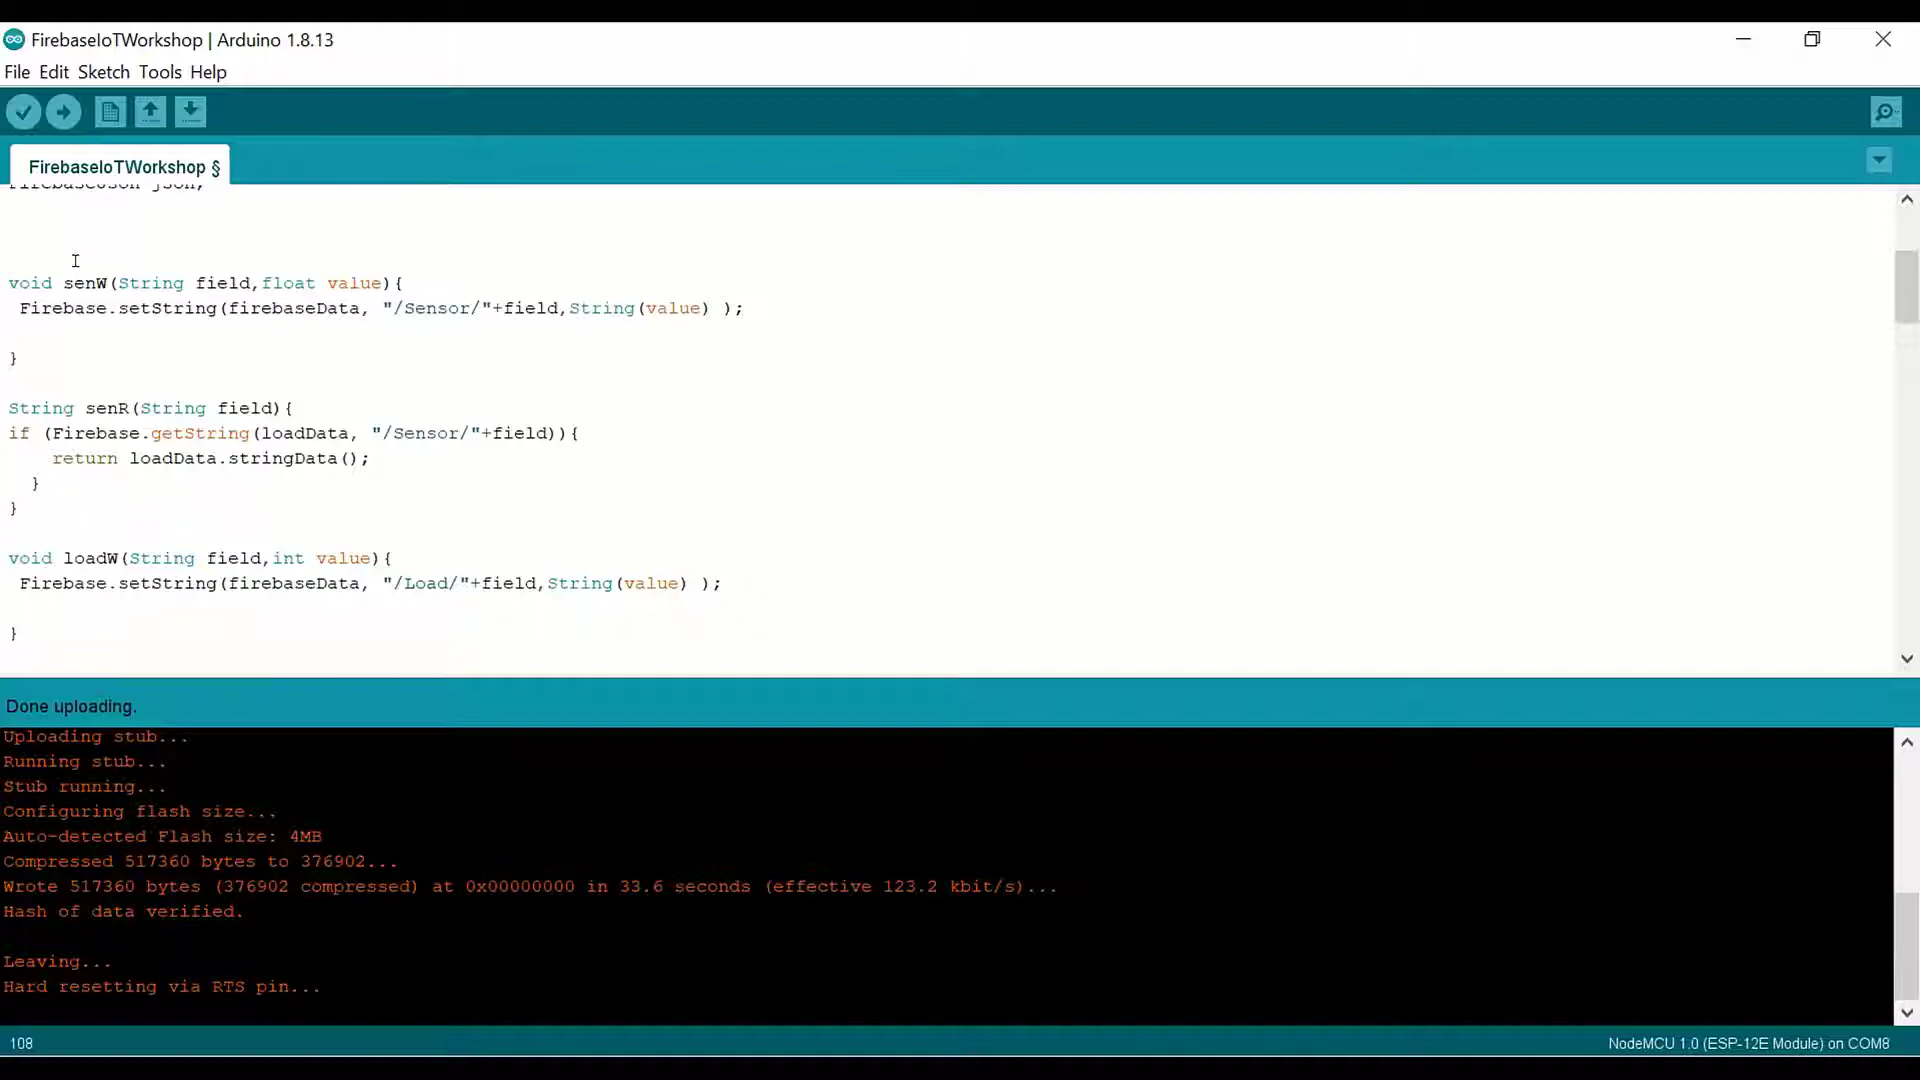 FirebaseIoTWorkshop | Arduino 1.8.13
File Edit Sketch Tools Help
FirebaseIoTWorkshop §
FirebaseJson json;
void senW(String field,float value){
Firebase.setString(firebaseData, "/Sensor/"+field,String(value) );
}
String senR(String field){
if (Firebase.getString(loadData, "/Sensor/"+field)){
return loadData.stringData();
}
}
void loadW(String field,int value){
Firebase.setString(firebaseData, "/Load/"+field,String(value) );
}
Done uploading.
Uploading stub...
Running stub...
Stub running...
Configuring flash size...
Auto-detected Flash size: 4MB
Compressed 517360 bytes to 376902...
Wrote 517360 bytes (376902 compressed) at 0x00000000 in 33.6 seconds (effective 123.2 kbit/s)...
Hash of data verified.
Leaving...
Hard resetting via RTS pin...
108
NodeMCU 1.0 (ESP-12E Module) on COM8